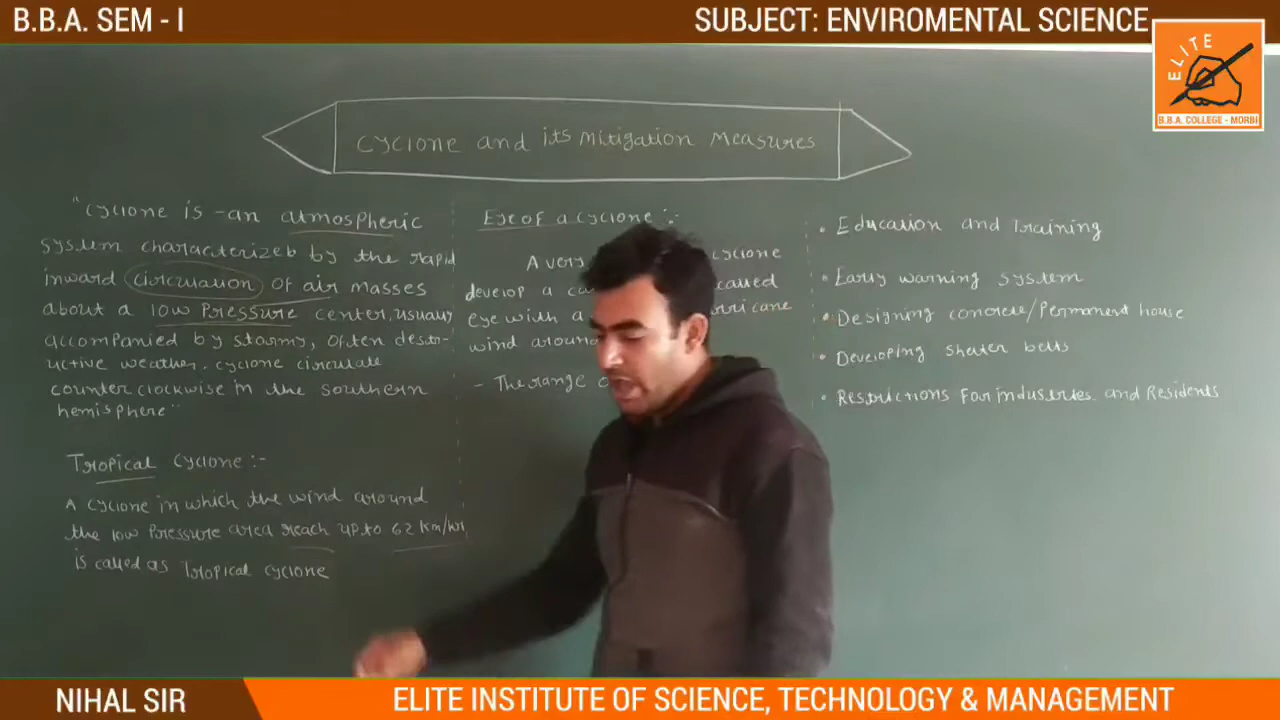 B.B.A. SEM - I
SUBJECT: ENVIROMENTAL SCIENCE
ELITE
B.B.A. COLLEGE - MORBI
Cyclone and its Mitigation Measures
"Cyclone is -an atmospheric
system characterized by the rapid
inward circulation of air masses
about a low Pressure center, usually
accompanied by stormy, often destr-
uctive weather. cyclone circulate
counter clockwise in the southern
hemisphere"
Tropical Cyclone :-
A cyclone in which the wind around
the low Pressure area reach up to 62 km/hr
is called as Tropical cyclone
Eye of a cyclone :-
A very cyclone
develop a called
eye with a
wind around
- The range
• Education and Training
• Early warning system
• Designing concrete/Permanent house
• Developing shelter belts
• Restrictions For industries and Residents
NIHAL SIR
ELITE INSTITUTE OF SCIENCE, TECHNOLOGY & MANAGEMENT